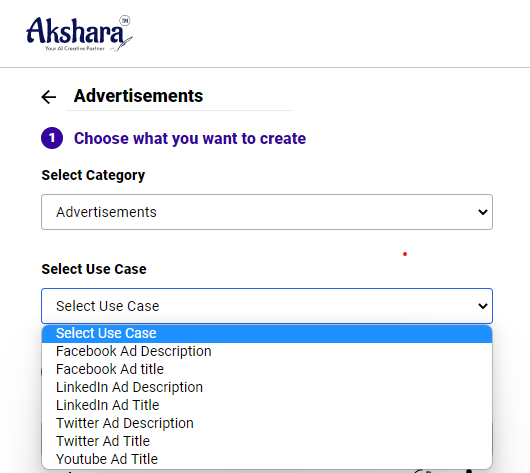 Akshara TM
Your AI Creative Partner
Advertisements
1 Choose what you want to create
Select Category
Advertisements
Select Use Case
Select Use Case
Select Use Case
Facebook Ad Description
Facebook Ad title
LinkedIn Ad Description
LinkedIn Ad Title
Twitter Ad Description
Twitter Ad Title
Youtube Ad Title